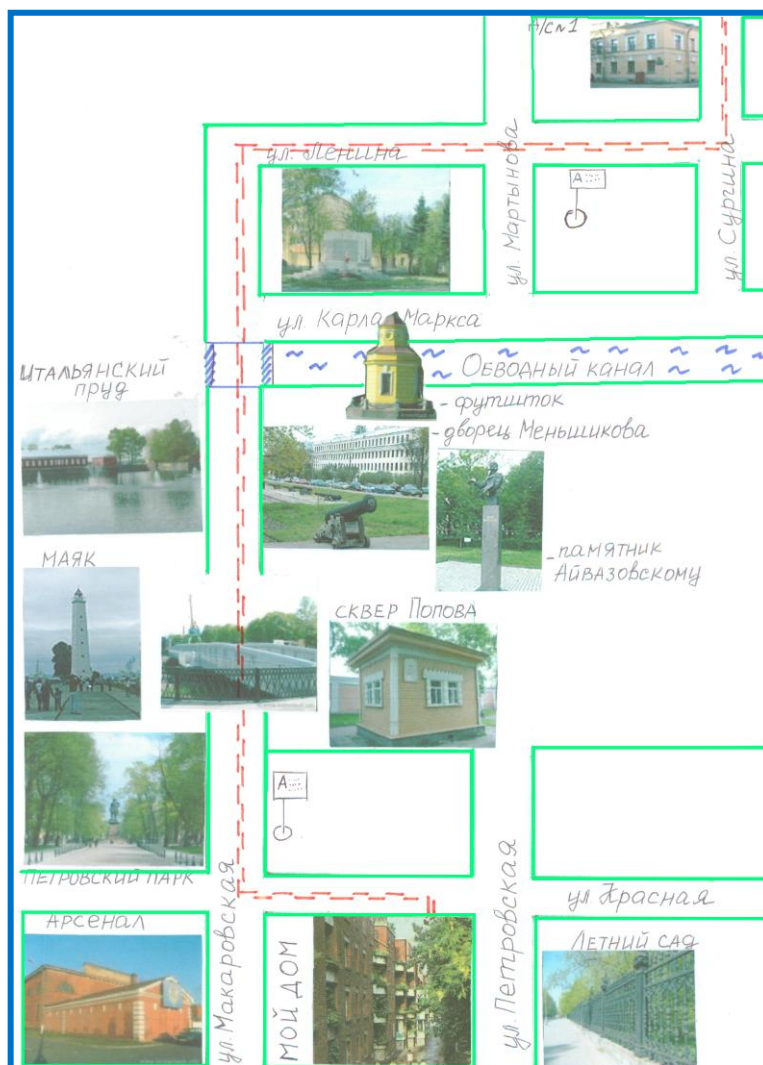 А/с №1
ул. Ленина
ул. Мартынова
ул. Сургина
А
ул. Карла Маркса
Итальянский
пруд
Обводный канал
- футшток
- дворец Меньшикова
- памятник
Айвазовскому
Маяк
сквер Попова
А
Петровский парк
ул. Макаровская
ул. Петровская
ул. Красная
Арсенал
Мой дом
Летний сад